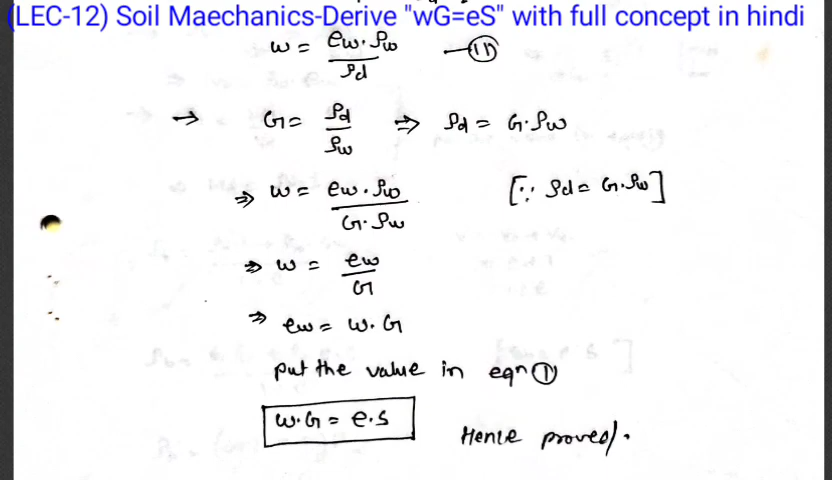 (LEC-12) Soil Maechanics-Derive "wG=eS" with full concept in hindi
w = ew.ρw / ρd —(11)
→ G = ρd / ρw ⇒ ρd = G.ρw
⇒ w = ew.ρw / G.ρw [∵ ρd = G.ρw]
⇒ w = ew / G
⇒ ew = w.G
put the value in eqn ①
w.G = e.s
Hence proved.